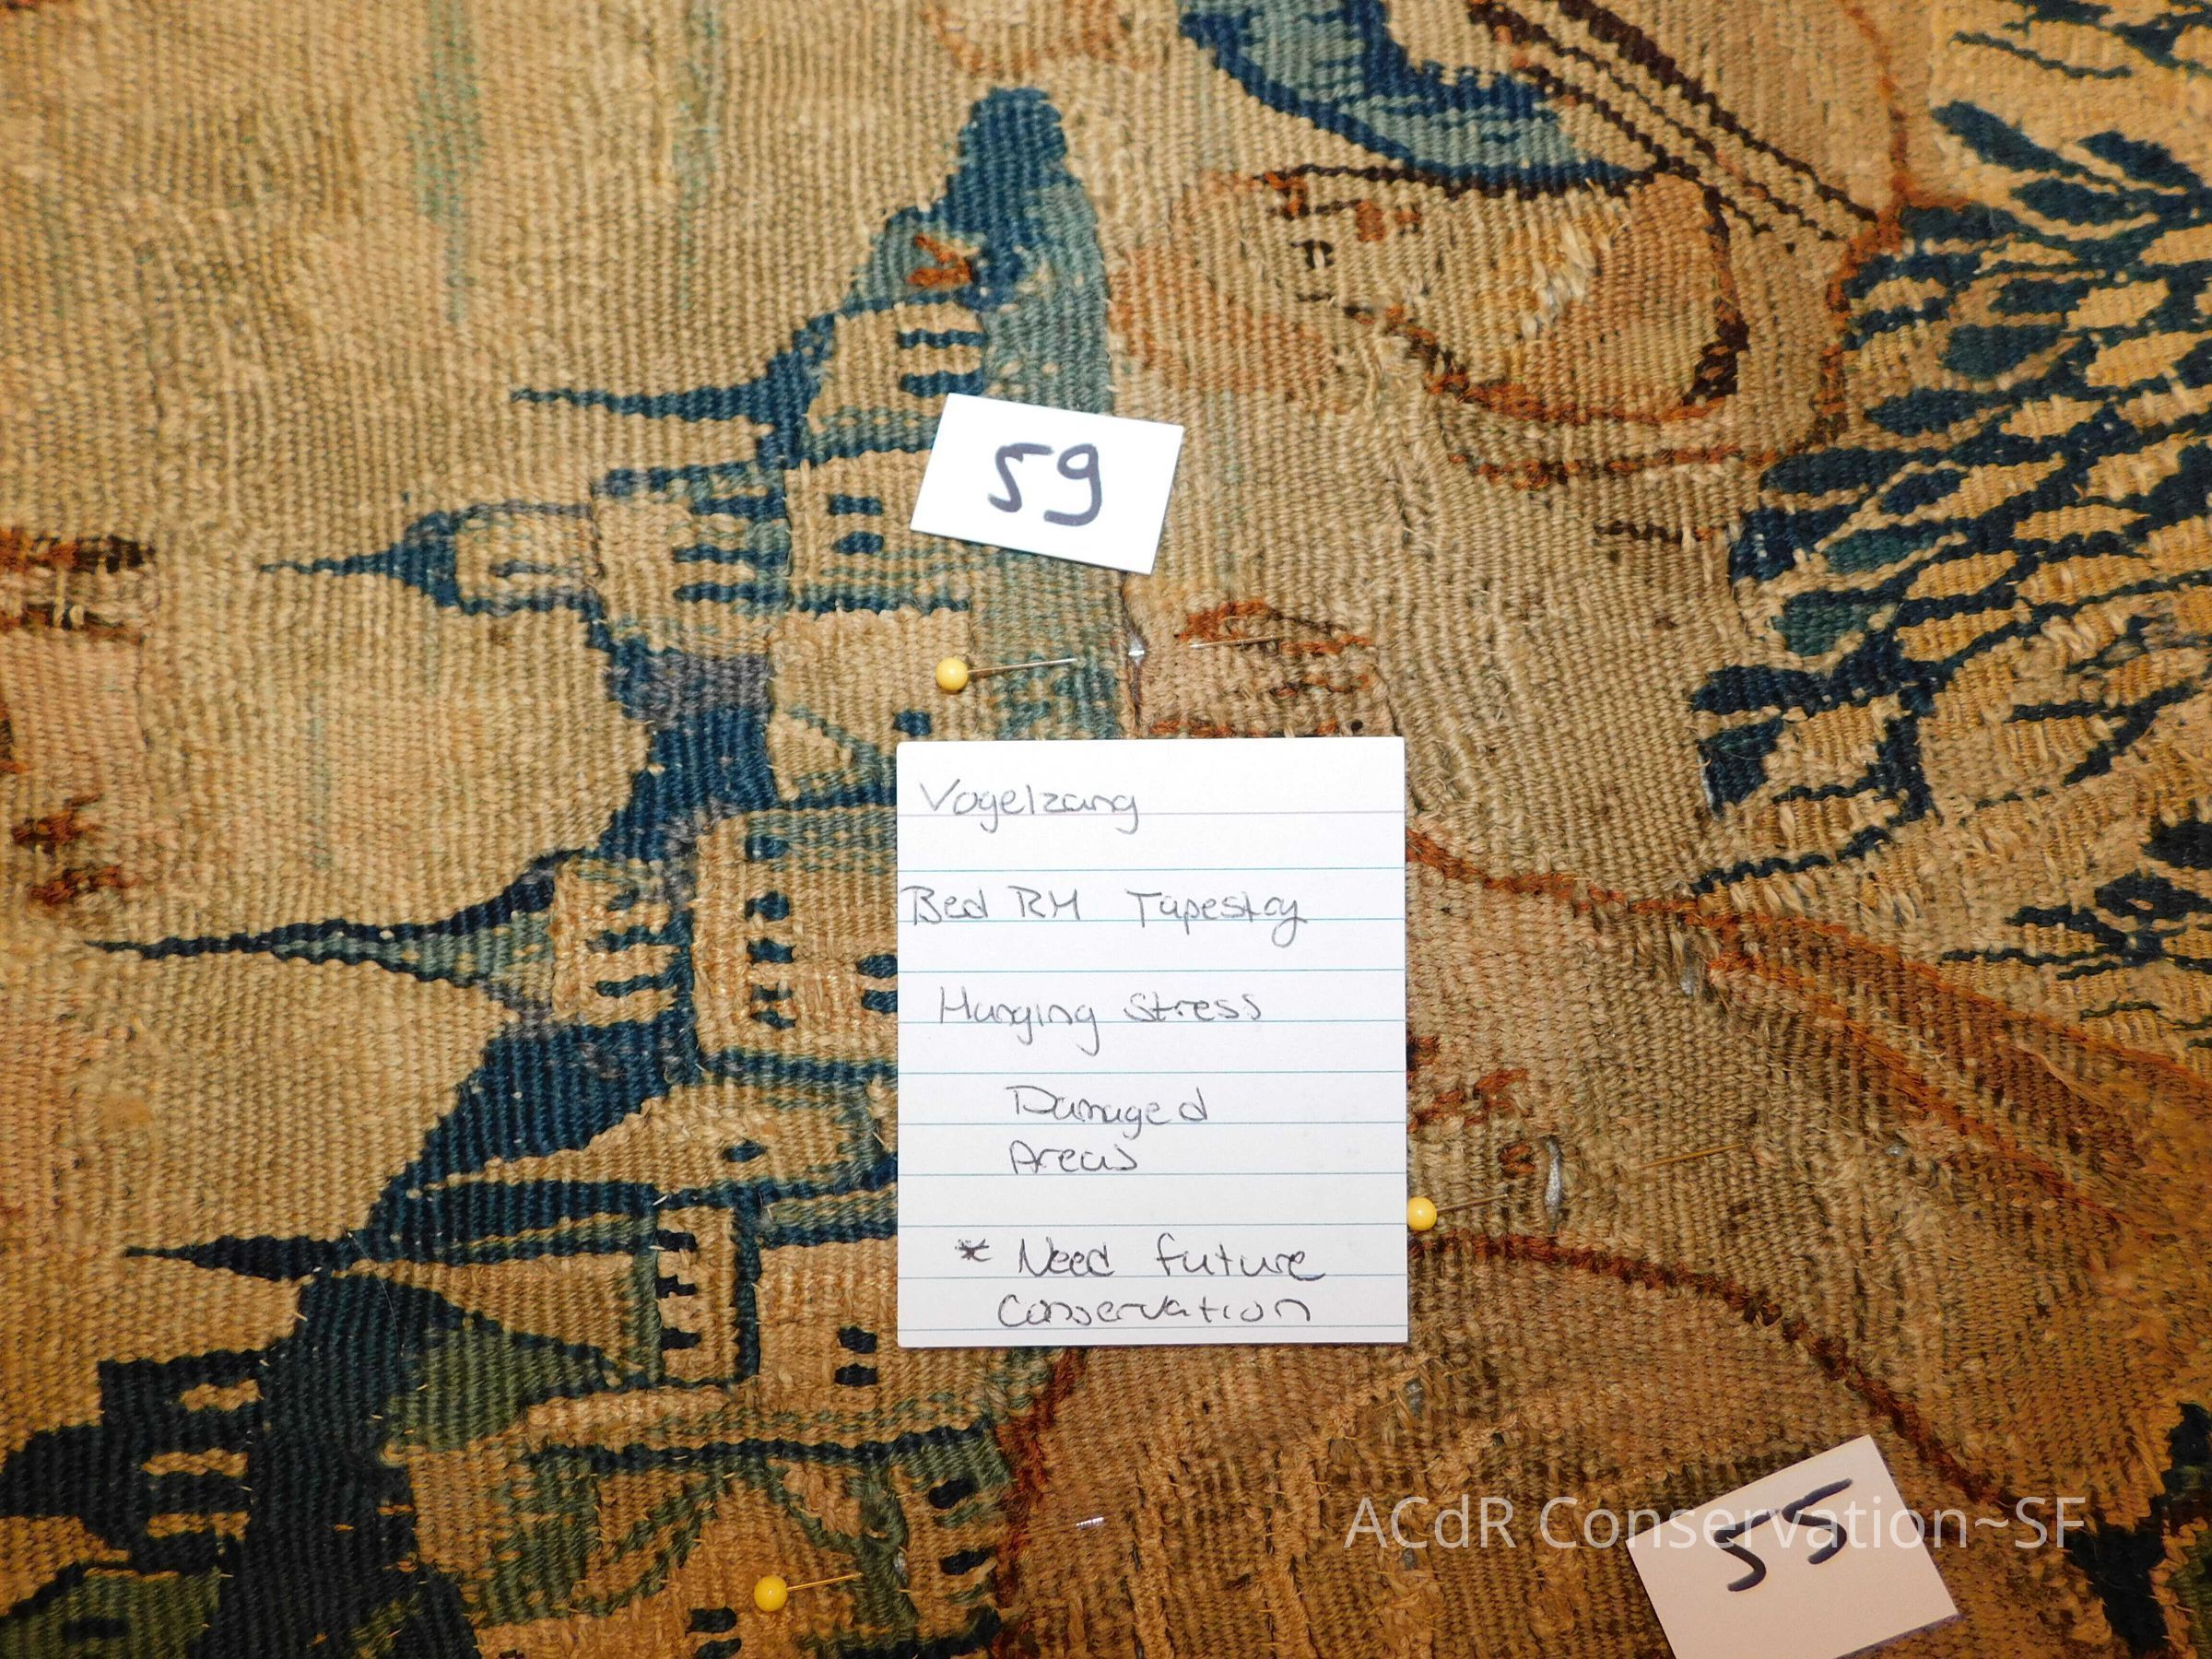 59
Vogelzang
Bed RM Tapestry
Hanging Stress
Damaged
Areas
* Need future
Conservation
55
ACdR Conservation~SF